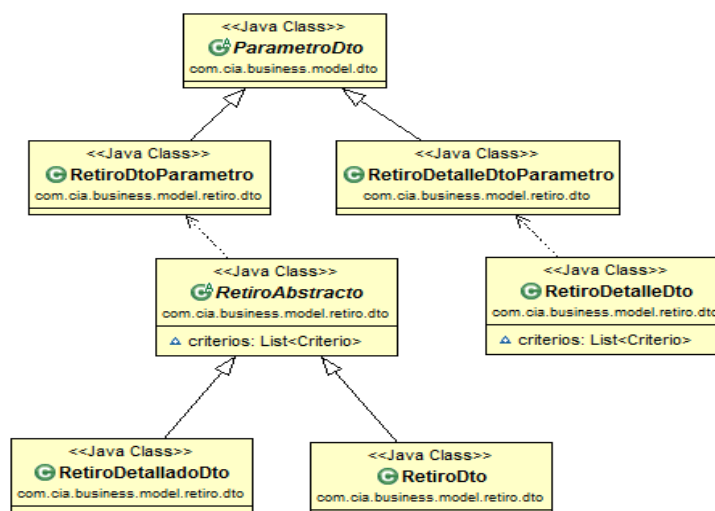 <<Java Class>>
ParametroDto
com.cia.business.model.dto
<<Java Class>>
RetiroDtoParametro
com.cia.business.model.retiro.dto
<<Java Class>>
RetiroDetalleDtoParametro
com.cia.business.model.retiro.dto
<<Java Class>>
RetiroAbstracto
com.cia.business.model.retiro.dto
criterios: List<Criterio>
<<Java Class>>
RetiroDetalleDto
com.cia.business.model.retiro.dto
criterios: List<Criterio>
<<Java Class>>
RetiroDetalladoDto
com.cia.business.model.retiro.dto
<<Java Class>>
RetiroDto
com.cia.business.model.retiro.dto